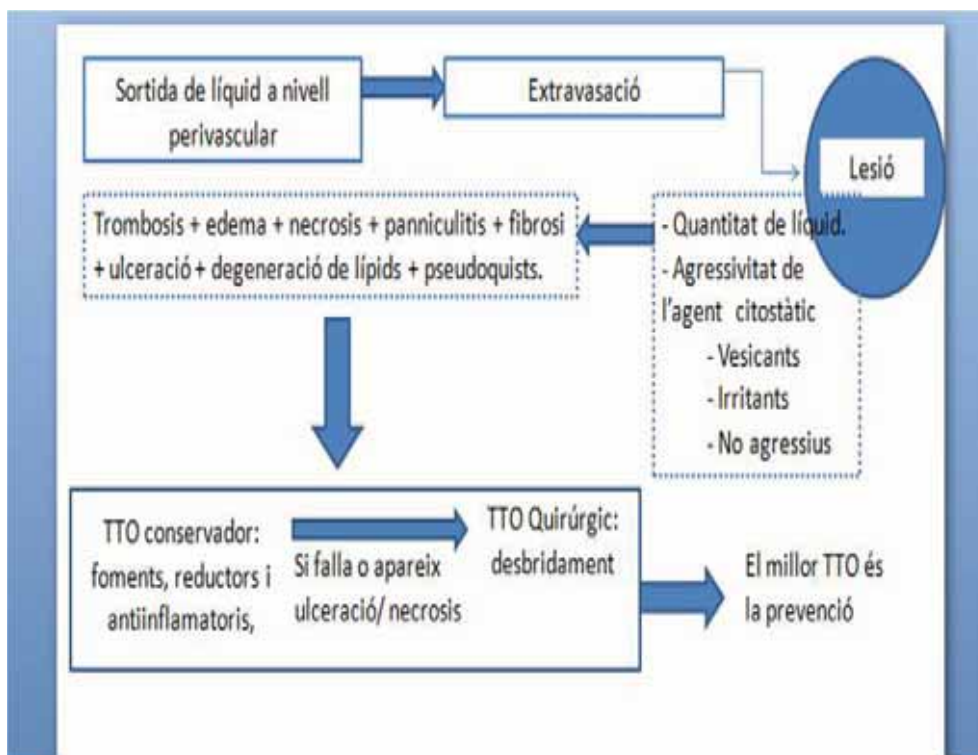 Sortida de líquid a nivell
perivascular
Extravasació
Lesió
- Quantitat de líquid.
- Agressivitat de
l'agent citostàtic
- Vesicants
- Irritants
- No agressius
Trombosis + edema + necrosis + panniculitis + fibrosi
+ ulceració + degeneració de lípids + pseudoquists.
TTO conservador:
foments, reductors i
antiinflamatoris,
Si falla o apareix
ulceració/ necrosis
TTO Quirúrgic:
desbridament
El millor TTO és
la prevenció